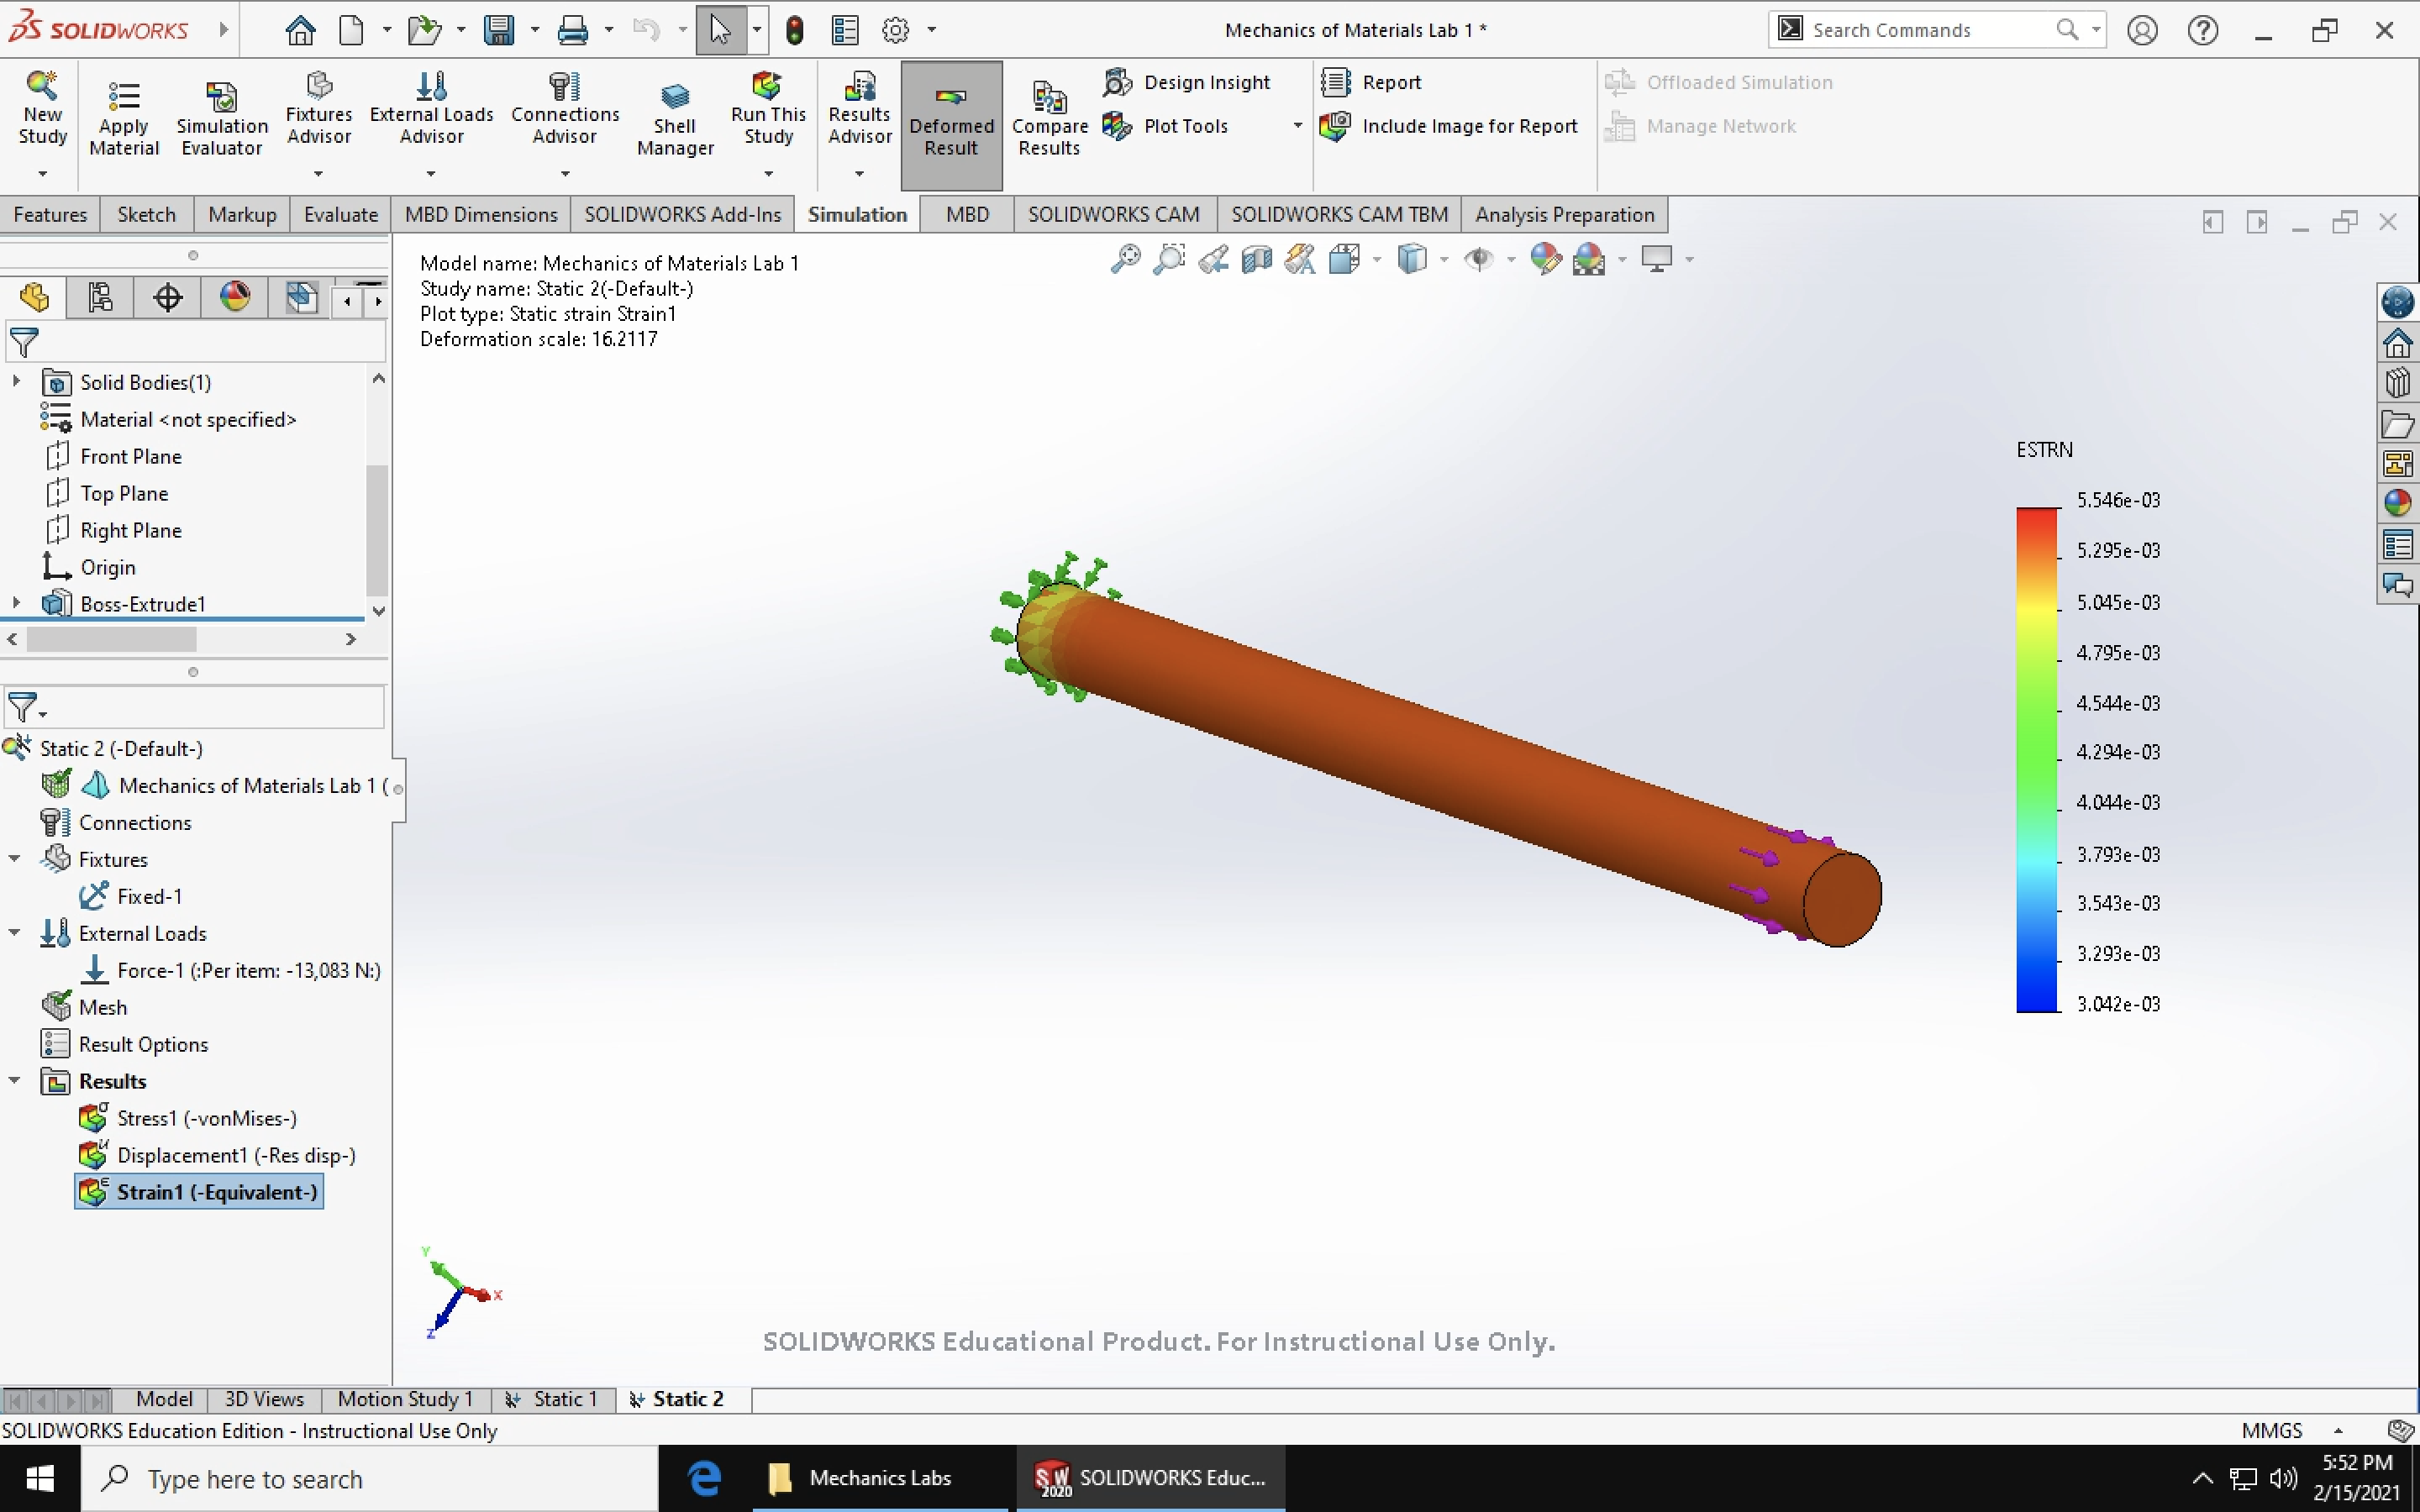 SOLIDWORKS
Mechanics of Materials Lab 1 *
Search Commands
New Study
Apply Material
Simulation Evaluator
Fixtures Advisor
External Loads Advisor
Connections Advisor
Shell Manager
Run This Study
Results Advisor
Deformed Result
Compare Results
Design Insight
Plot Tools
Report
Include Image for Report
Offloaded Simulation
Manage Network
Features
Sketch
Markup
Evaluate
MBD Dimensions
SOLIDWORKS Add-Ins
Simulation
MBD
SOLIDWORKS CAM
SOLIDWORKS CAM TBM
Analysis Preparation
Solid Bodies(1)
Material <not specified>
Front Plane
Top Plane
Right Plane
Origin
Boss-Extrude1
Static 2 (-Default-)
Mechanics of Materials Lab 1 (
Connections
Fixtures
Fixed-1
External Loads
Force-1 (:Per item: -13,083 N:)
Mesh
Result Options
Results
Stress1 (-vonMises-)
Displacement1 (-Res disp-)
Strain1 (-Equivalent-)
Model name: Mechanics of Materials Lab 1
Study name: Static 2(-Default-)
Plot type: Static strain Strain1
Deformation scale: 16.2117
ESTRN
5.546e-03
5.295e-03
5.045e-03
4.795e-03
4.544e-03
4.294e-03
4.044e-03
3.793e-03
3.543e-03
3.293e-03
3.042e-03
Y
X
Z
SOLIDWORKS Educational Product. For Instructional Use Only.
Model
3D Views
Motion Study 1
Static 1
Static 2
SOLIDWORKS Education Edition - Instructional Use Only
MMGS
Type here to search
Mechanics Labs
SW 2020
SOLIDWORKS Educ...
5:52 PM
2/15/2021